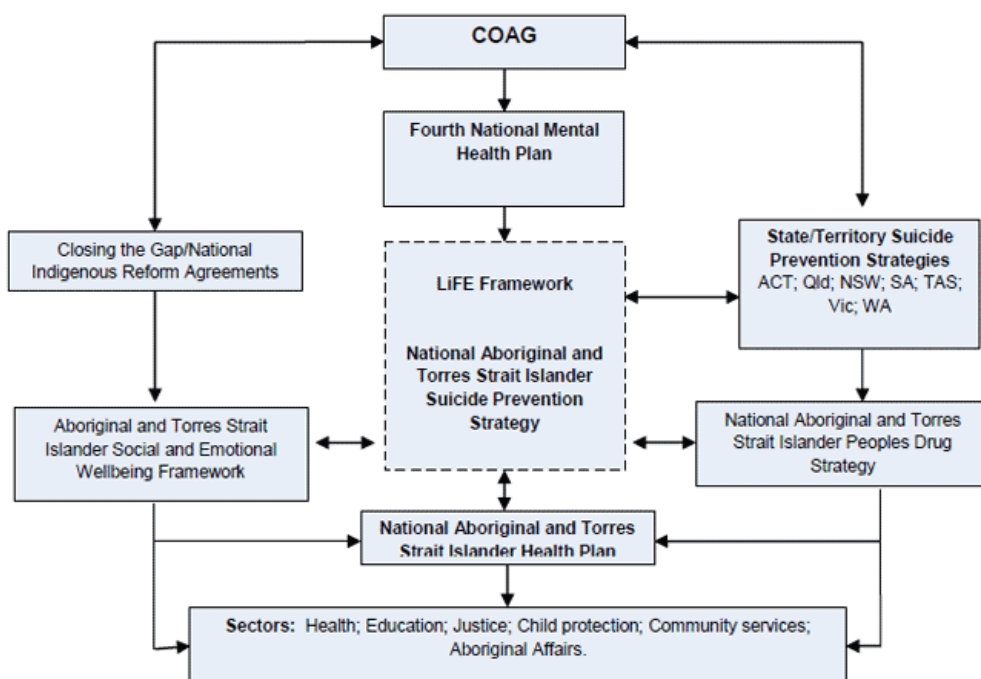 COAG
Fourth National Mental
Health Plan
Closing the Gap/National
Indigenous Reform Agreements
LiFE Framework
National Aboriginal and
Torres Strait Islander
Suicide Prevention
Strategy
State/Territory Suicide
Prevention Strategies
ACT; Qld; NSW; SA; TAS;
Vic; WA
Aboriginal and Torres Strait
Islander Social and Emotional
Wellbeing Framework
National Aboriginal and Torres
Strait Islander Peoples Drug
Strategy
National Aboriginal and Torres
Strait Islander Health Plan
Sectors: Health; Education; Justice; Child protection; Community services;
Aboriginal Affairs.